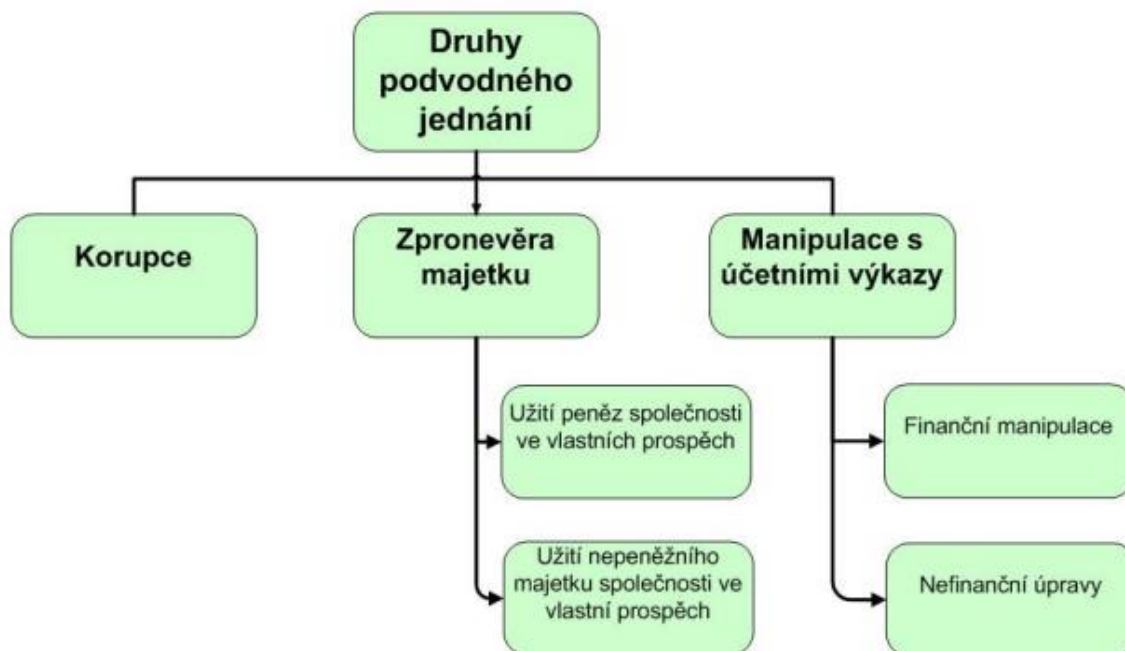 Druhy
podvodného
jednání
Korupce
Zpronevěra
majetku
Manipulace s
účetními výkazy
Užití peněz společnosti
ve vlastních prospěch
Finanční manipulace
Užití nepeněžního
majetku společnosti ve
vlastní prospěch
Nefinanční úpravy